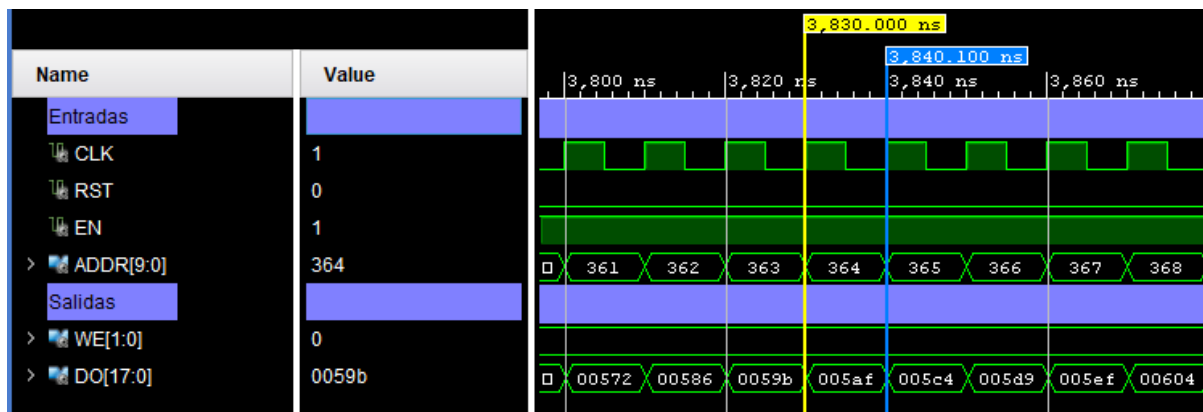 3,830.000 ns
3,840.100 ns
Name Value 3,800 ns 3,820 ns 3,840 ns 3,860 ns
Entradas
CLK 1
RST 0
EN 1
ADDR[9:0] 364 361 362 363 364 365 366 367 368
Salidas
WE[1:0] 0
DO[17:0] 0059b 00572 00586 0059b 005af 005c4 005d9 005ef 00604